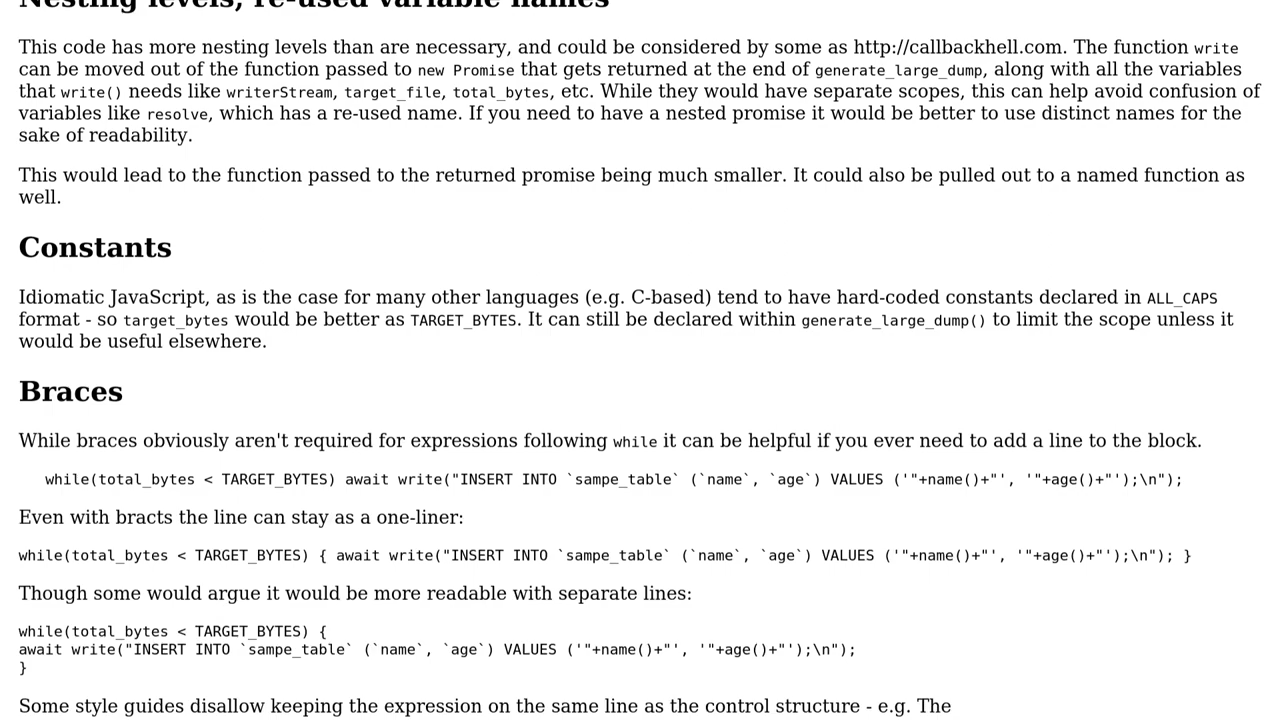 Nesting levels, re-used variable names
This code has more nesting levels than are necessary, and could be considered by some as http://callbackhell.com. The function write
can be moved out of the function passed to new Promise that gets returned at the end of generate_large_dump, along with all the variables
that write() needs like writerStream, target_file, total_bytes, etc. While they would have separate scopes, this can help avoid confusion of
variables like resolve, which has a re-used name. If you need to have a nested promise it would be better to use distinct names for the
sake of readability.
This would lead to the function passed to the returned promise being much smaller. It could also be pulled out to a named function as
well.
Constants
Idiomatic JavaScript, as is the case for many other languages (e.g. C-based) tend to have hard-coded constants declared in ALL_CAPS
format - so target_bytes would be better as TARGET_BYTES. It can still be declared within generate_large_dump() to limit the scope unless it
would be useful elsewhere.
Braces
While braces obviously aren't required for expressions following while it can be helpful if you ever need to add a line to the block.
while(total_bytes < TARGET_BYTES) await write("INSERT INTO `sampe_table` (`name`, `age`) VALUES ('"+name()+"', '"+age()+"');\n");
Even with bracts the line can stay as a one-liner:
while(total_bytes < TARGET_BYTES) { await write("INSERT INTO `sampe_table` (`name`, `age`) VALUES ('"+name()+"', '"+age()+"');\n"); }
Though some would argue it would be more readable with separate lines:
while(total_bytes < TARGET_BYTES) {
await write("INSERT INTO `sampe_table` (`name`, `age`) VALUES ('"+name()+"', '"+age()+"');\n");
}
Some style guides disallow keeping the expression on the same line as the control structure - e.g. The